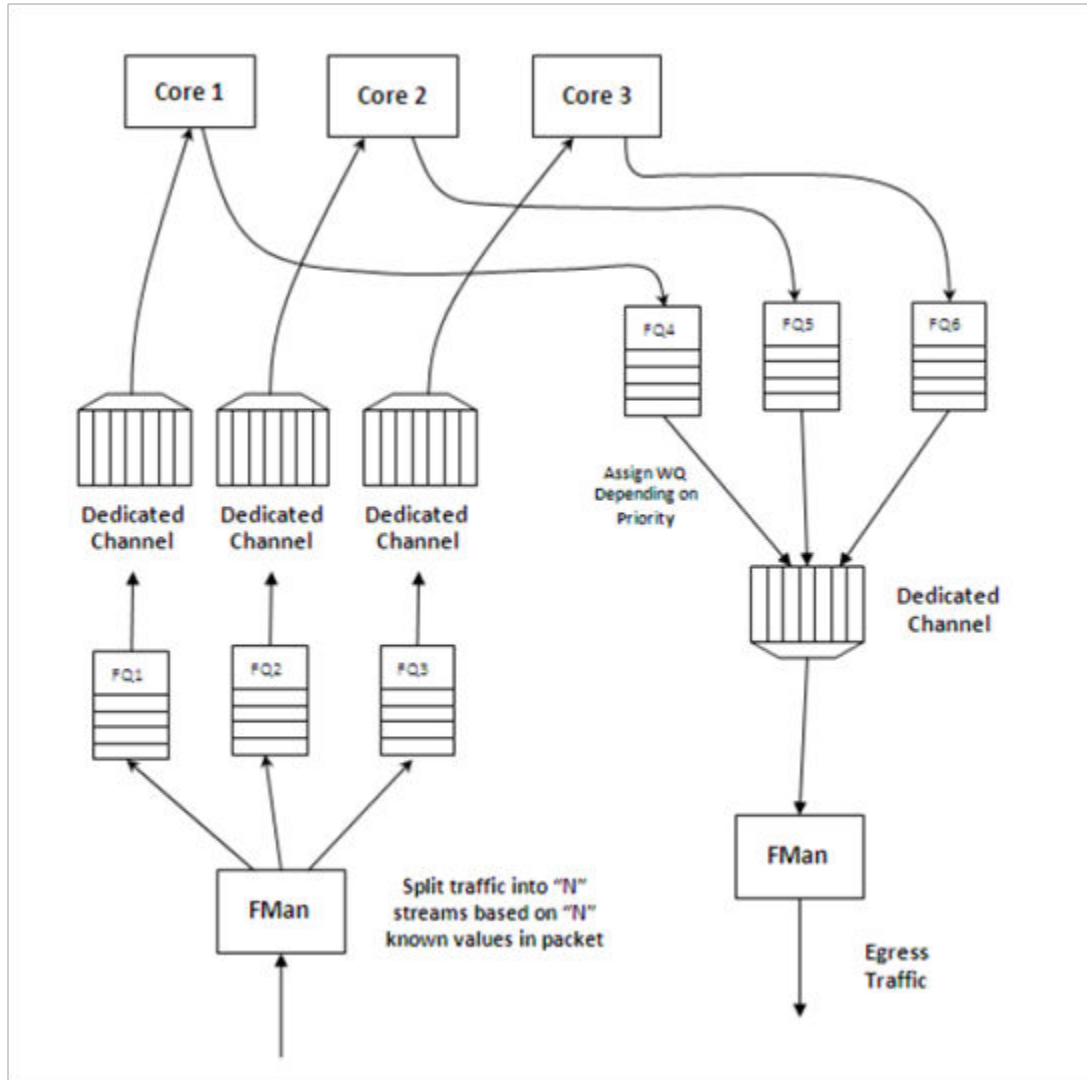 Core 1
Core 2
Core 3
FQ4
FQ5
FQ6
Assign WQ
Depending on
Priority
Dedicated
Channel
Dedicated
Channel
Dedicated
Channel
Dedicated
Channel
FQ1
FQ2
FQ3
FMan
Split traffic into “N”
streams based on “N”
known values in packet
FMan
Egress
Traffic